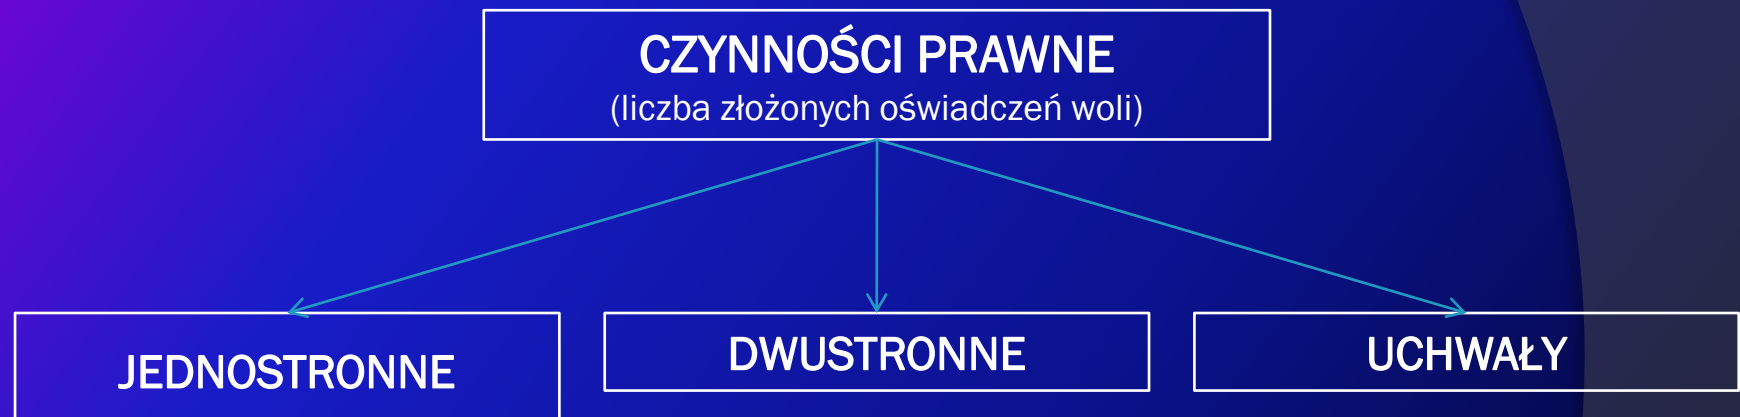 CZYNNOŚCI PRAWNE
(liczba złożonych oświadczeń woli)
JEDNOSTRONNE
DWUSTRONNE
UCHWAŁY